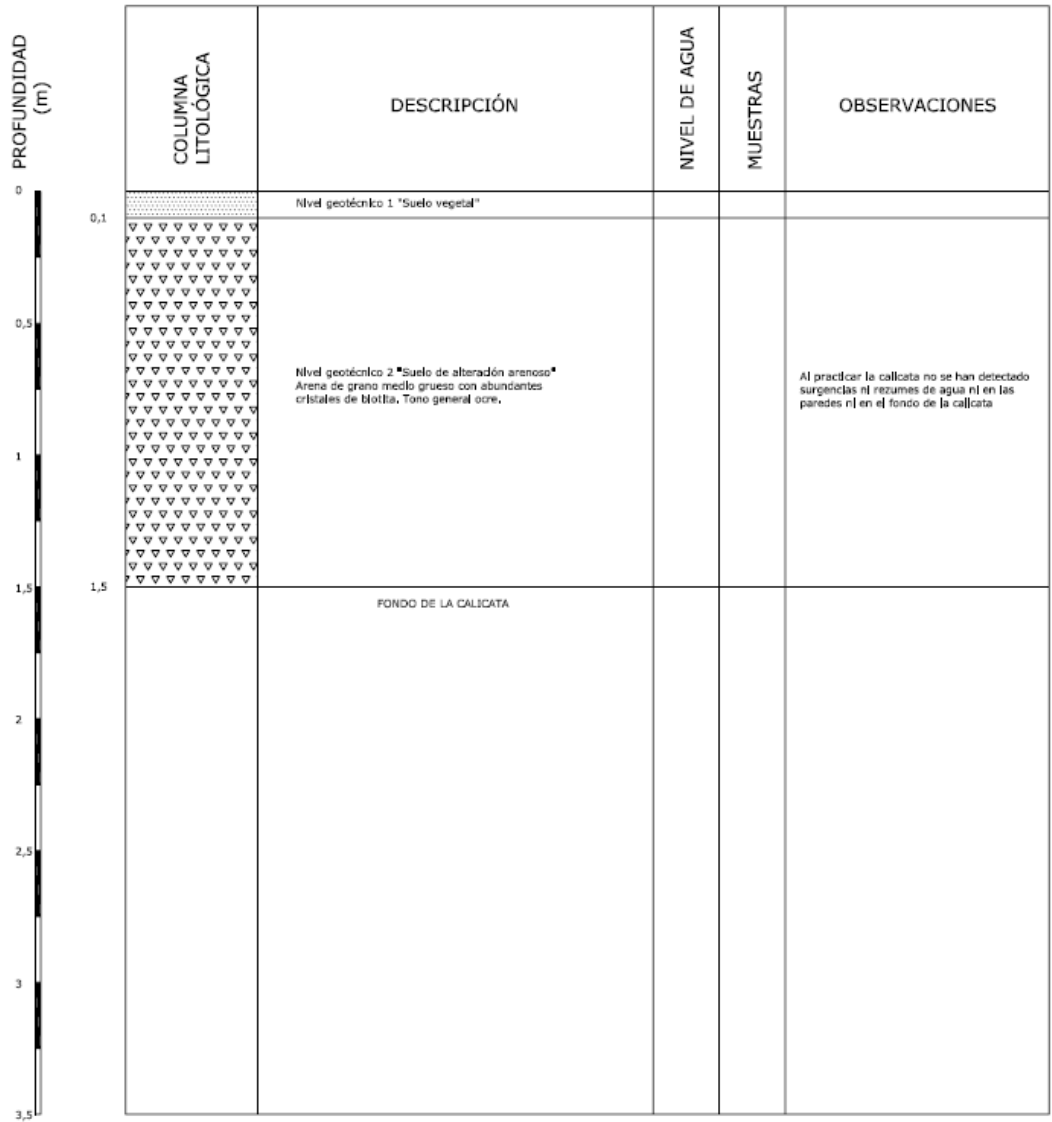 PROFUNDIDAD
(m)
COLUMNA
LITOLÓGICA
DESCRIPCIÓN
NIVEL DE AGUA
MUESTRAS
OBSERVACIONES
0
Nivel geotécnico 1 "Suelo vegetal"
0,1
0,5
Nivel geotécnico 2 "Suelo de alteración arenoso"
Arena de grano medio grueso con abundantes
cristales de biotita. Tono general ocre.
Al practicar la calicata no se han detectado
surgencias ni rezumes de agua ni en las
paredes ni en el fondo de la calicata
1
1,5
1,5
FONDO DE LA CALICATA
2
2,5
3
3,5